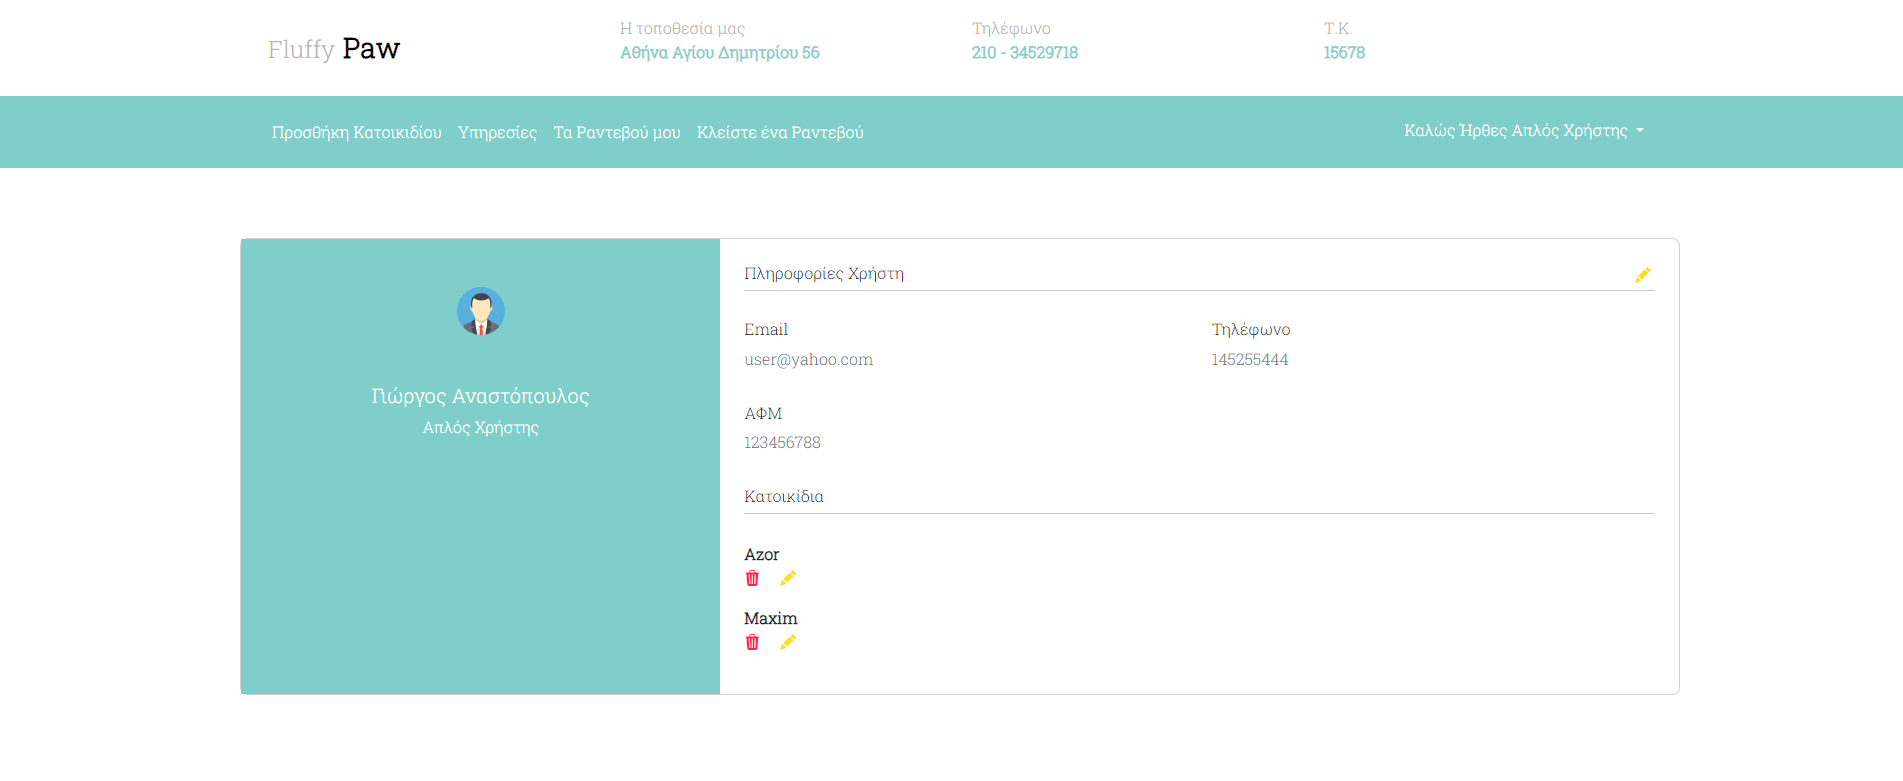 Fluffy Paw
Η τοποθεσία μας
Αθήνα Αγίου Δημητρίου 56
Τηλέφωνο
210 - 34529718
Τ.Κ.
15678
Προσθήκη Κατοικιδίου Υπηρεσίες Τα Ραντεβού μου Κλείστε ένα Ραντεβού
Καλώς Ήρθες Απλός Χρήστης
Γιώργος Αναστόπουλος
Απλός Χρήστης
Πληροφορίες Χρήστη
Email
user@yahoo.com
Τηλέφωνο
145255444
ΑΦΜ
123456788
Κατοικίδια
Azor
Maxim